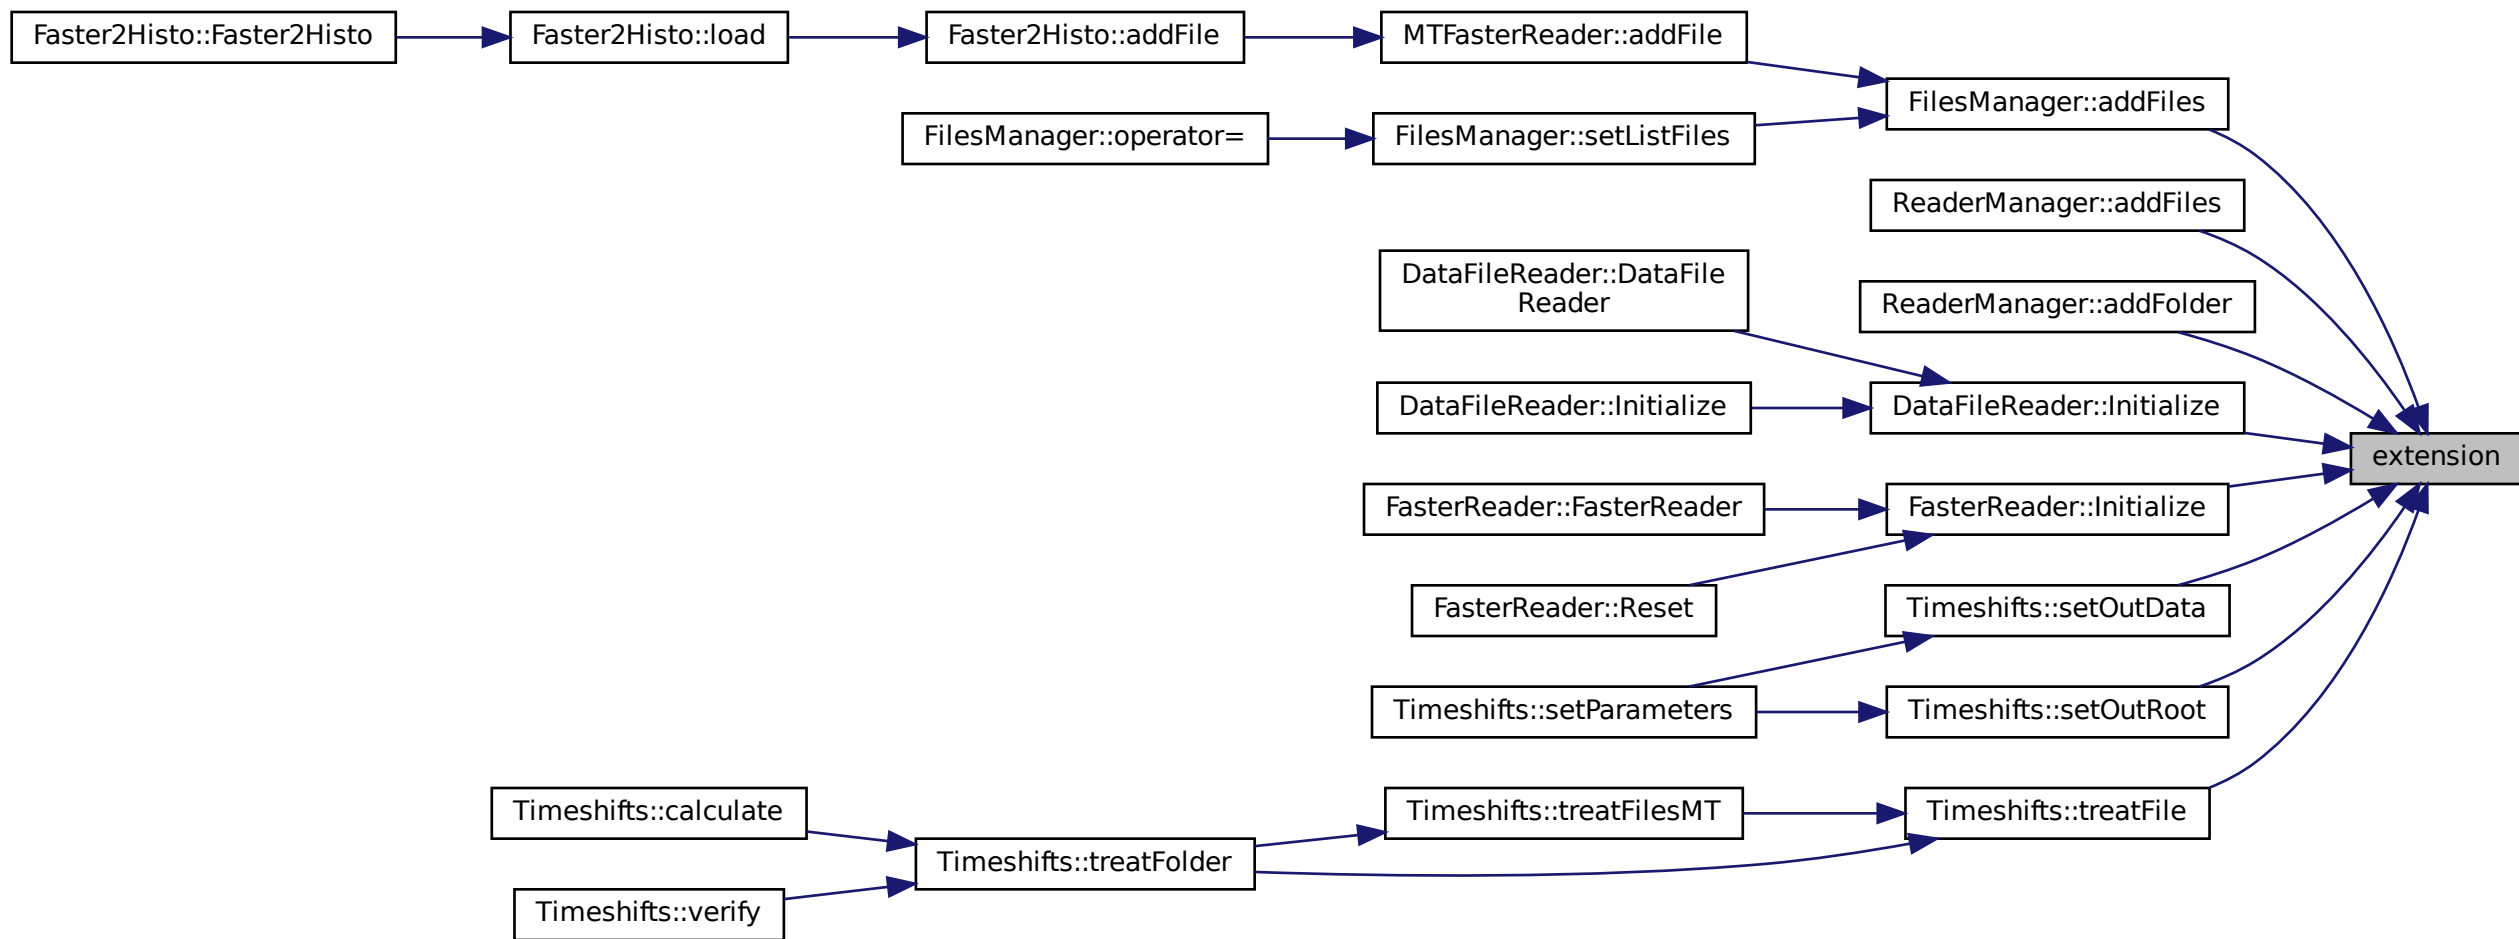 Faster2Histo::Faster2Histo
Faster2Histo::load
Faster2Histo::addFile
MTFasterReader::addFile
FilesManager::addFiles
FilesManager::operator=
FilesManager::setListFiles
ReaderManager::addFiles
DataFileReader::DataFile
Reader
ReaderManager::addFolder
DataFileReader::Initialize
DataFileReader::Initialize
extension
FasterReader::FasterReader
FasterReader::Initialize
FasterReader::Reset
Timeshifts::setOutData
Timeshifts::setParameters
Timeshifts::setOutRoot
Timeshifts::calculate
Timeshifts::treatFilesMT
Timeshifts::treatFile
Timeshifts::treatFolder
Timeshifts::verify